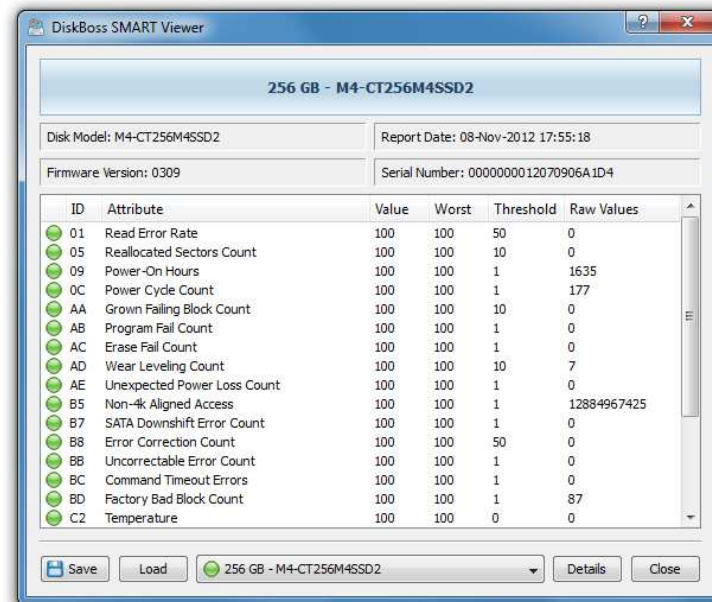 DiskBoss SMART Viewer
256 GB - M4-CT256M4SSD2
Disk Model: M4-CT256M4SSD2 Report Date: 08-Nov-2012 17:55:18
Firmware Version: 0309 Serial Number: 0000000012070906A1D4
ID Attribute Value Worst Threshold Raw Values
01 Read Error Rate 100 100 50 0
05 Reallocated Sectors Count 100 100 10 0
09 Power-On Hours 100 100 1 1635
0C Power Cycle Count 100 100 1 177
AA Grown Failing Block Count 100 100 10 0
AB Program Fail Count 100 100 1 0
AC Erase Fail Count 100 100 1 0
AD Wear Leveling Count 100 100 10 7
AE Unexpected Power Loss Count 100 100 1 0
B5 Non-4k Aligned Access 100 100 1 12884967425
B7 SATA Downshift Error Count 100 100 1 0
B8 Error Correction Count 100 100 50 0
BB Uncorrectable Error Count 100 100 1 0
BC Command Timeout Errors 100 100 1 0
BD Factory Bad Block Count 100 100 1 87
C2 Temperature 100 100 0 0
Save Load 256 GB - M4-CT256M4SSD2 Details Close